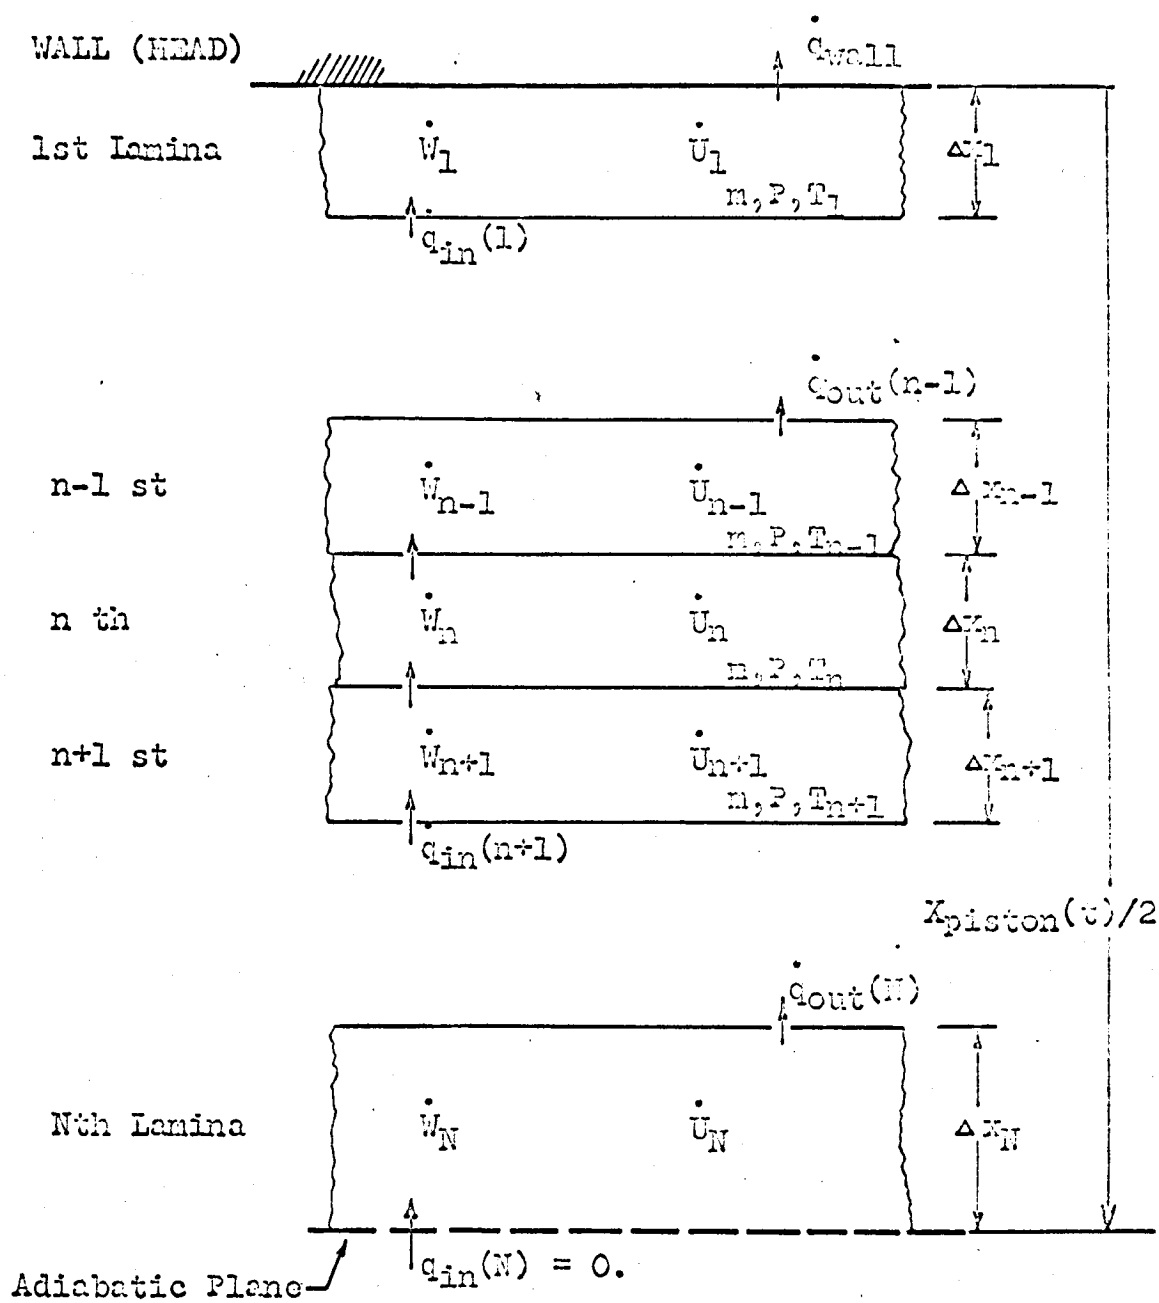 WALL (HEAD)
q̇wall
1st Lamina
Ẇ1
U̇1
Δx1
m,P,T1
q̇in(1)
q̇out(n-1)
n-1 st
Ẇn-1
U̇n-1
Δxn-1
m,P,Tn-1
n th
Ẇn
U̇n
Δxn
m,P,Tn
n+1 st
Ẇn+1
U̇n+1
Δxn+1
m,P,Tn+1
q̇in(n+1)
Xpiston(t)/2
q̇out(N)
Nth Lamina
ẆN
U̇N
ΔxN
qin(N) = 0.
Adiabatic Plane